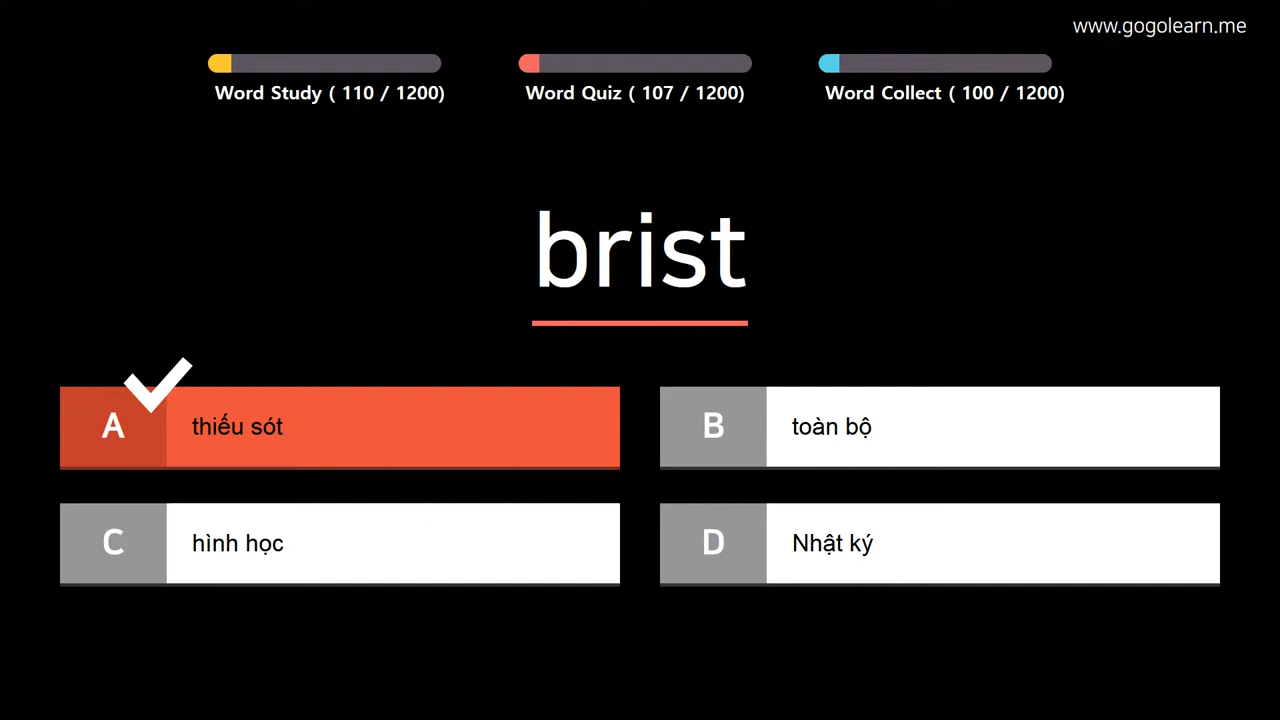 www.gogolearn.me
Word Study ( 110 / 1200)
Word Quiz ( 107 / 1200)
Word Collect ( 100 / 1200)
brist
A thiếu sót
B toàn bộ
C hình học
D Nhật ký